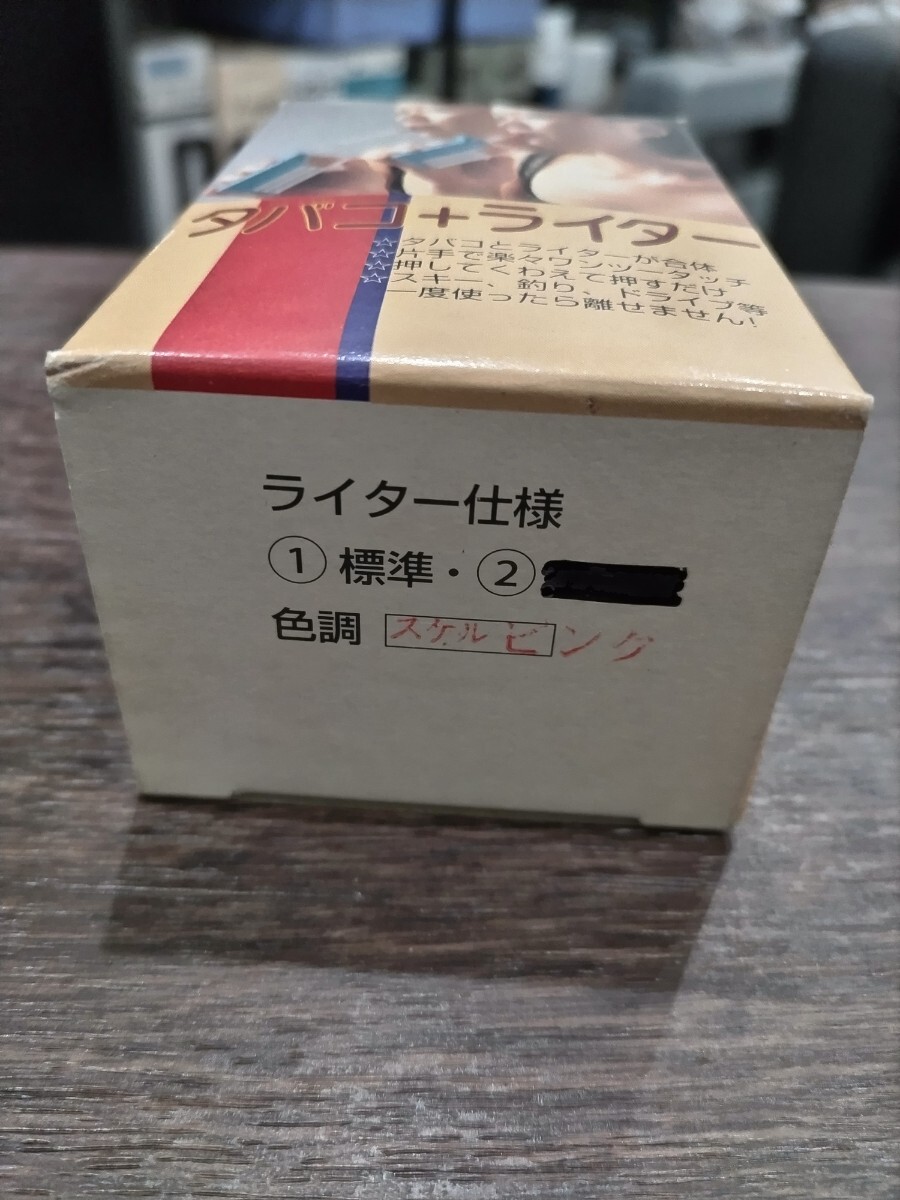 タバコ+ライター
☆タバコとライターが合体
☆片手で楽々ワンツータッチ
☆押してくわえて押すだけ
☆スキー、釣り、ドライブ等
一度使ったら離せません!
ライター仕様
①標準・②
色調 スケルピンク